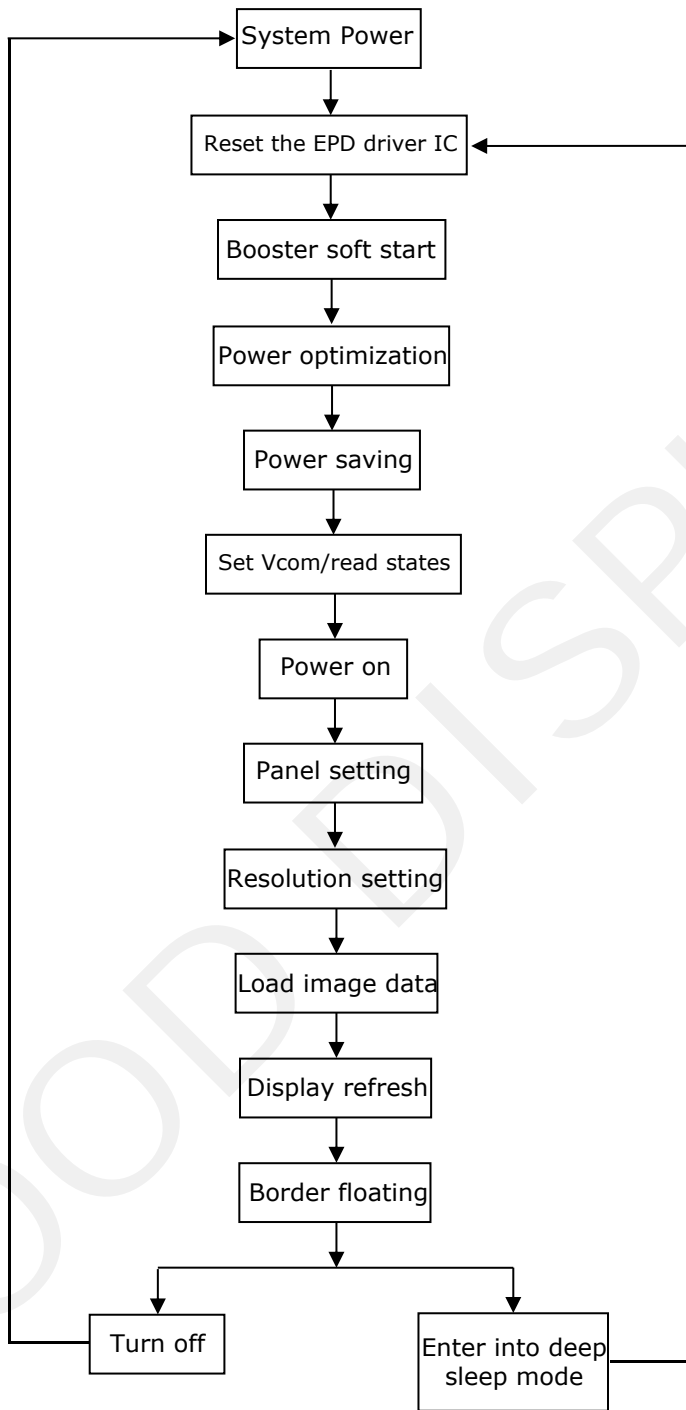 System Power
Reset the EPD driver IC
Booster soft start
Power optimization
Power saving
Set Vcom/read states
Power on
Panel setting
Resolution setting
Load image data
Display refresh
Border floating
Turn off
Enter into deep
sleep mode
OOD DISP